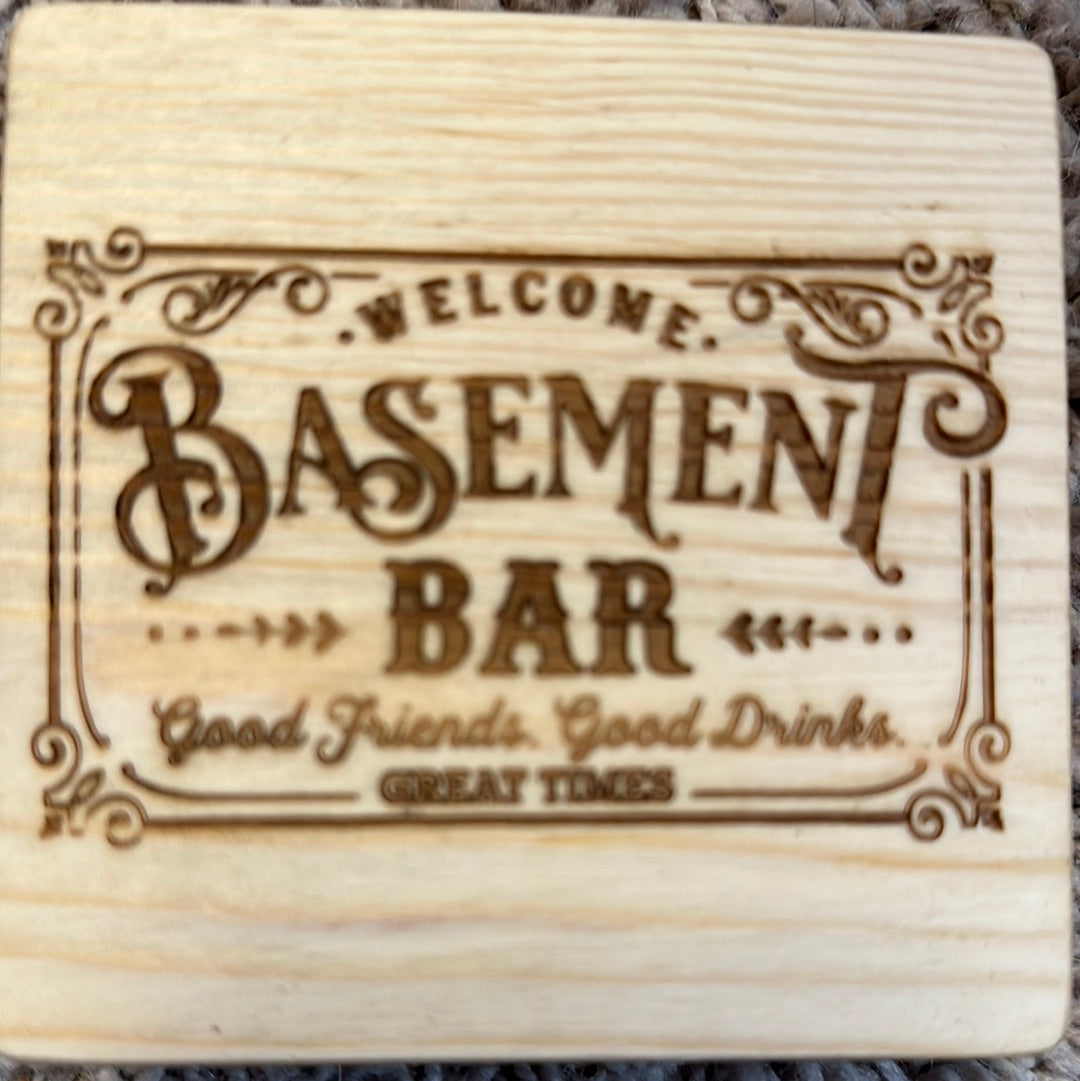 WELCOME
BASEMENT
BAR
Good Friends. Good Drinks.
GREAT TIMES